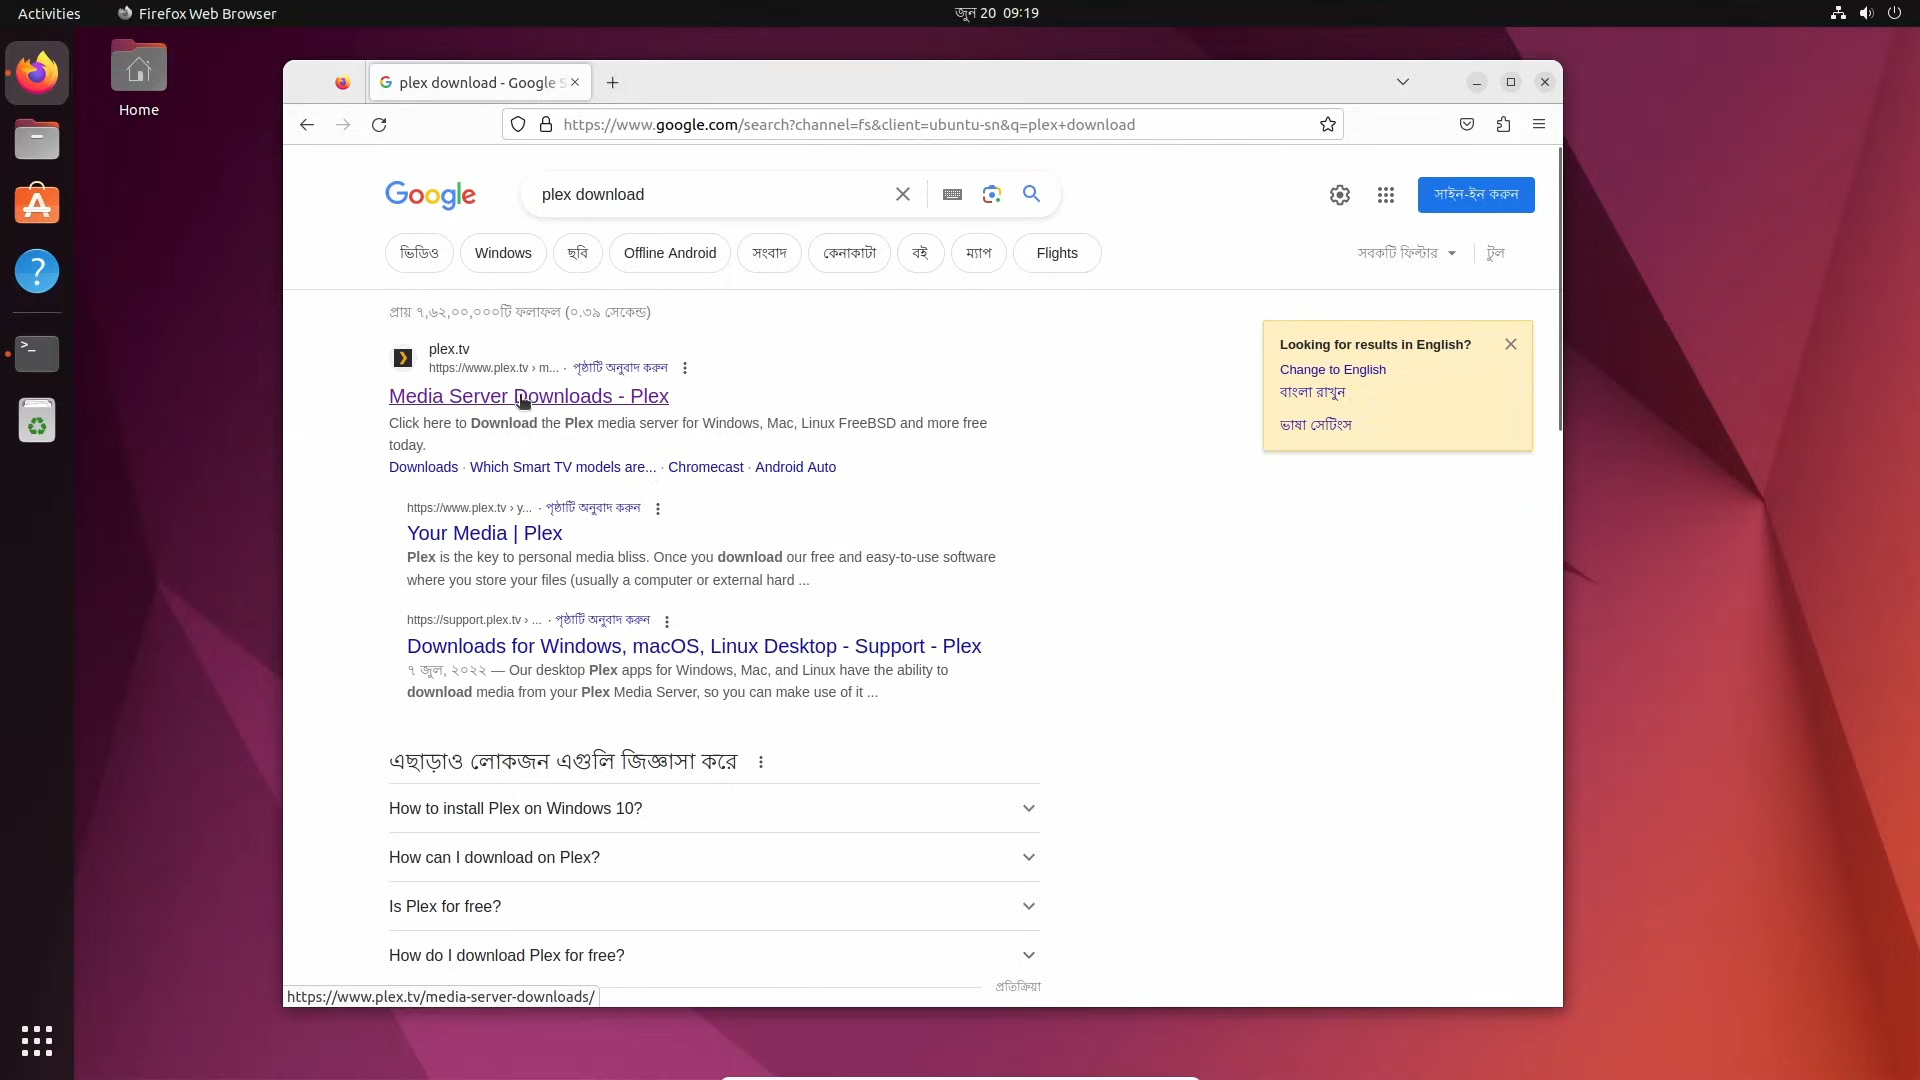 Activities
Firefox Web Browser
জুন 20 09:19
Home
plex download - Google S
https://www.google.com/search?channel=fs&client=ubuntu-sn&q=plex+download
Google
plex download
সাইন-ইন করুন
ভিডিও
Windows
ছবি
Offline Android
সংবাদ
কেনাকাটা
বই
ম্যাপ
Flights
সবকটি ফিল্টার
টুল
প্রায় ৭,৬২,০০,০০০টি ফলাফল (০.৩৯ সেকেন্ড)
plex.tv
https://www.plex.tv › m... · পৃষ্ঠাটি অনুবাদ করুন
Media Server Downloads - Plex
Click here to Download the Plex media server for Windows, Mac, Linux FreeBSD and more free
today.
Downloads · Which Smart TV models are... · Chromecast · Android Auto
Looking for results in English?
Change to English
বাংলা রাখুন
ভাষা সেটিংস
https://www.plex.tv › y... · পৃষ্ঠাটি অনুবাদ করুন
Your Media | Plex
Plex is the key to personal media bliss. Once you download our free and easy-to-use software
where you store your files (usually a computer or external hard ...
https://support.plex.tv › ... · পৃষ্ঠাটি অনুবাদ করুন
Downloads for Windows, macOS, Linux Desktop - Support - Plex
৭ জুল, ২০২২ — Our desktop Plex apps for Windows, Mac, and Linux have the ability to
download media from your Plex Media Server, so you can make use of it ...
এছাড়াও লোকজন এগুলি জিজ্ঞাসা করে
How to install Plex on Windows 10?
How can I download on Plex?
Is Plex for free?
How do I download Plex for free?
প্রতিক্রিয়া
https://www.plex.tv/media-server-downloads/